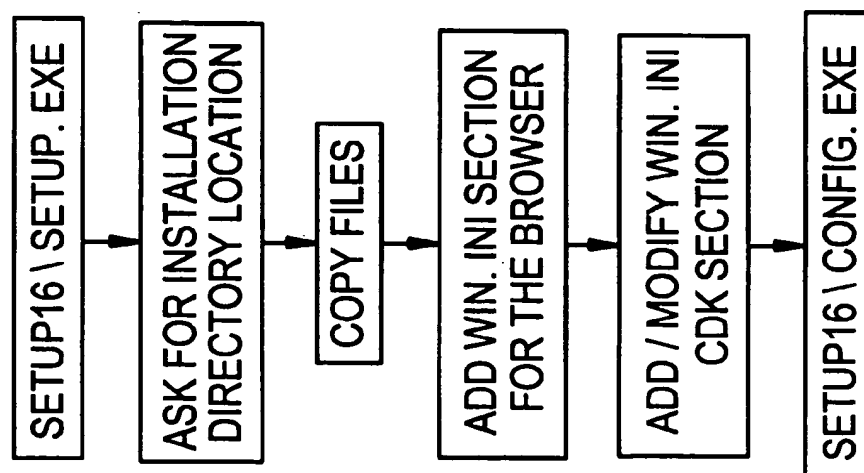 SETUP16 \ SETUP. EXE
ASK FOR INSTALLATION
DIRECTORY LOCATION
COPY FILES
ADD WIN. INI SECTION
FOR THE BROWSER
ADD / MODIFY WIN. INI
CDK SECTION
SETUP16 \ CONFIG. EXE